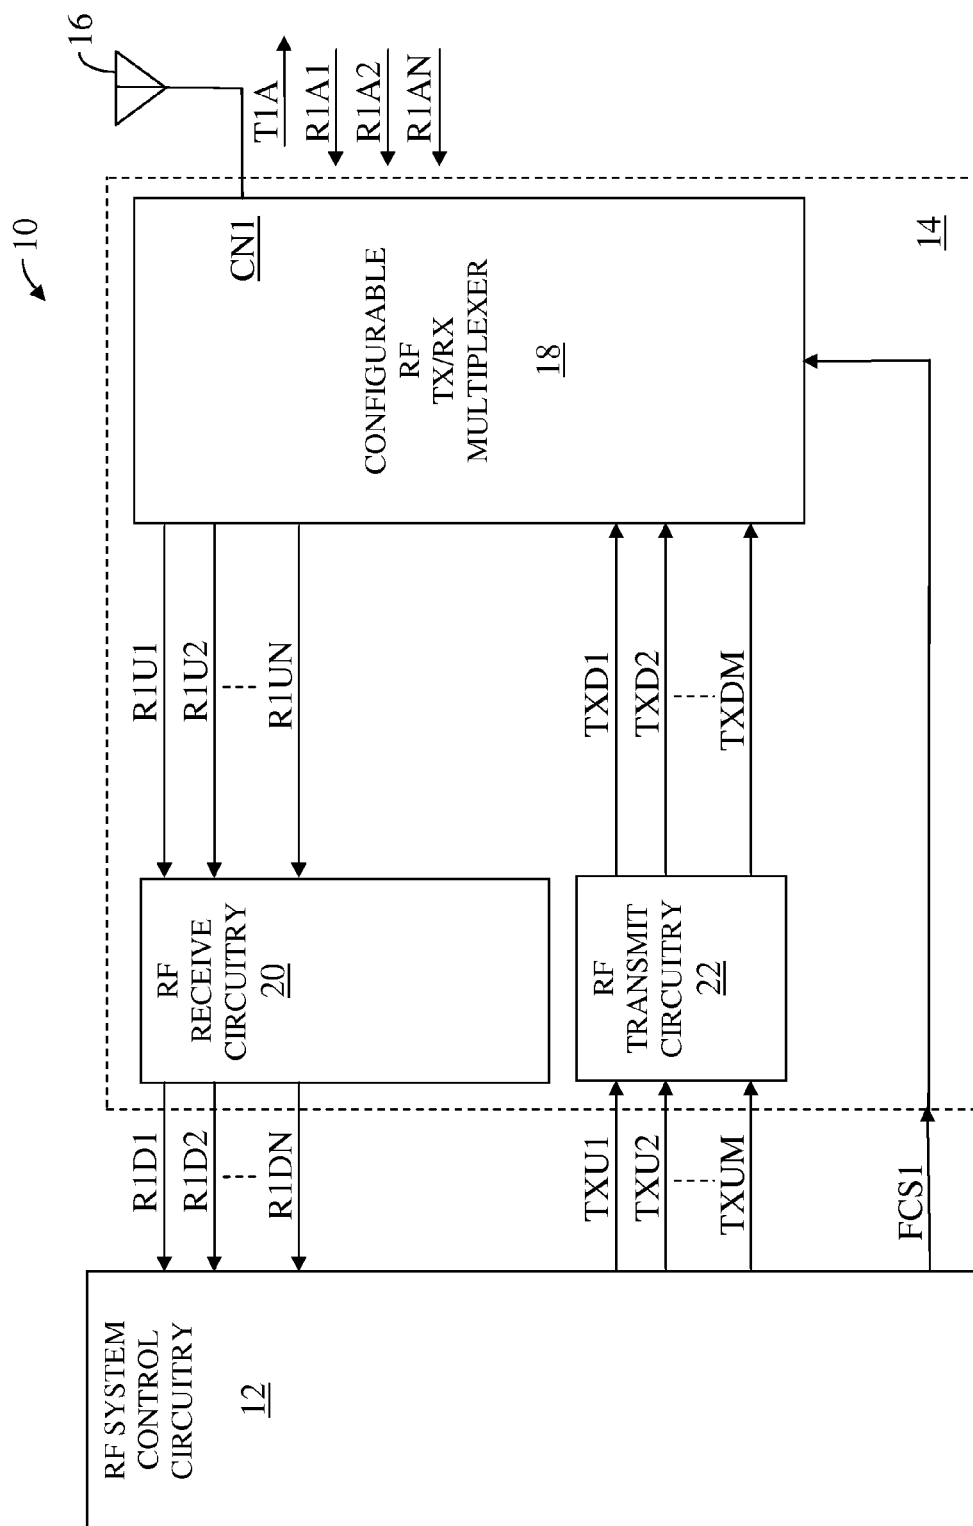 10
16
RF SYSTEM
CONTROL
CIRCUITRY
12
R1D1
R1D2
R1DN
TXU1
TXU2
TXUM
FCS1
RF
RECEIVE
CIRCUITRY
20
RF
TRANSMIT
CIRCUITRY
22
R1U1
R1U2
R1UN
TXD1
TXD2
TXDM
CN1
CONFIGURABLE
RF
TX/RX
MULTIPLEXER
18
14
T1A
R1A1
R1A2
R1AN